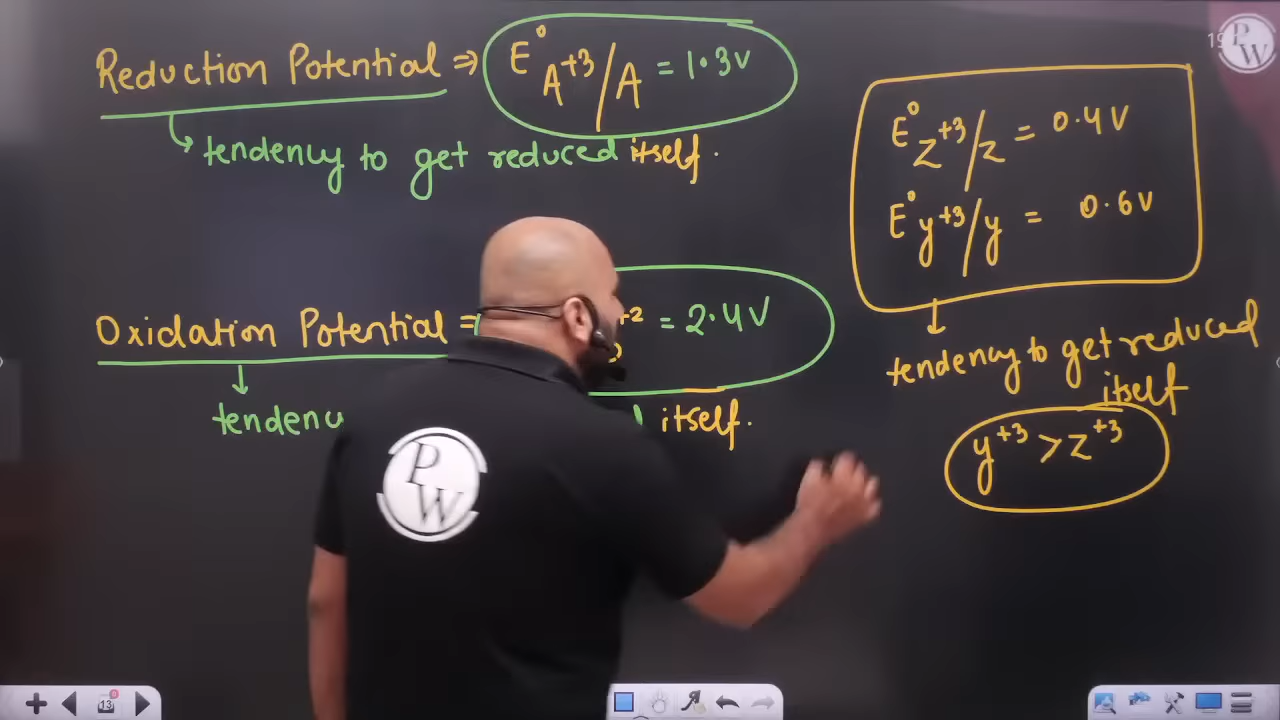 Reduction Potential ⇒ E° A⁺³/A = 1.3V
tendency to get reduced itself.
Oxidation Potential = +2 = 2.4V
itself.
E° Z⁺³/Z = 0.4V
E° y⁺³/y = 0.6V
tendency to get reduced
itself
y⁺³ > Z⁺³
PW
PW
13